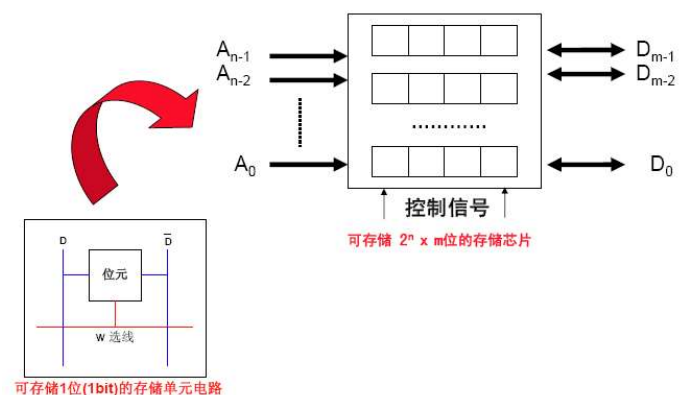 Aₙ₋₁
Dₘ₋₁
Aₙ₋₂
Dₘ₋₂
A₀
D₀
控制信号
可存储 2ⁿ x m位的存储芯片
D
D̅
位元
W 选线
可存储1位(1bit)的存储单元电路